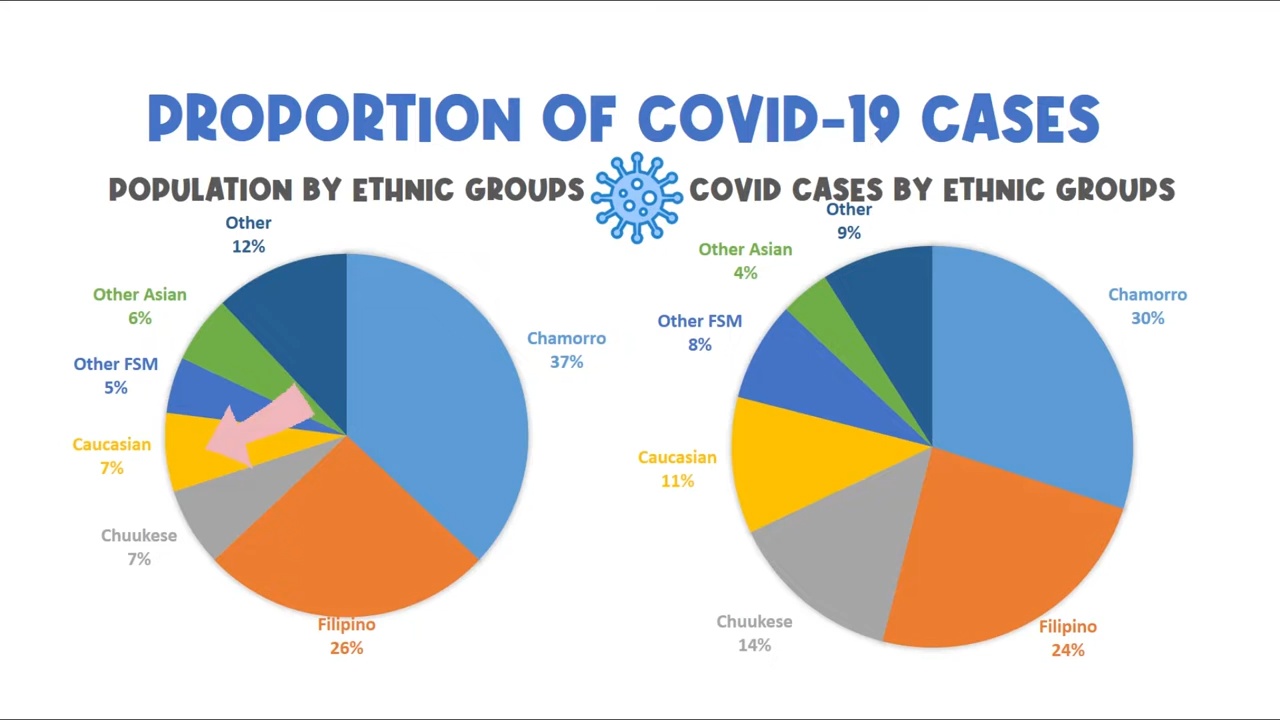 PROPORTION OF COVID-19 CASES
POPULATION BY ETHNIC GROUPS
Other
12%
Other Asian
6%
Other FSM
5%
Caucasian
7%
Chuukese
7%
Filipino
26%
Chamorro
37%
COVID CASES BY ETHNIC GROUPS
Other
9%
Other Asian
4%
Other FSM
8%
Caucasian
11%
Chuukese
14%
Filipino
24%
Chamorro
30%